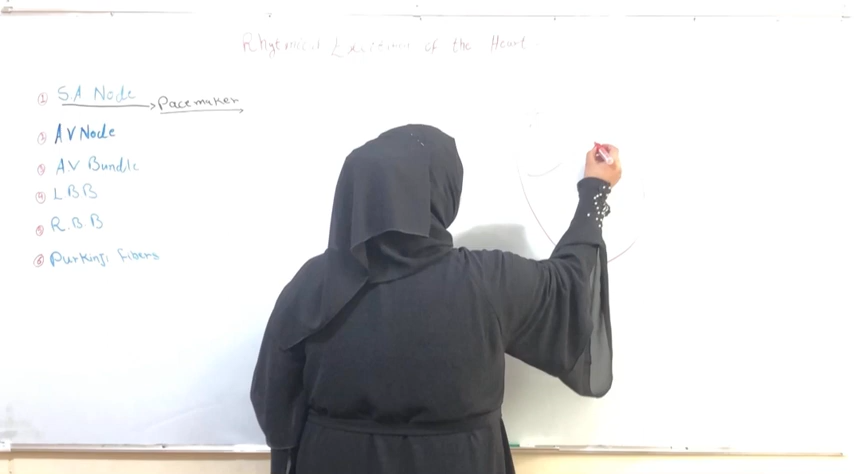 Rhytmical Excitation of the Heart
① S.A Node → Pacemaker
② AV Node
③ AV Bundle
④ LBB
⑤ R.B.B
⑥ Purkinji fibers